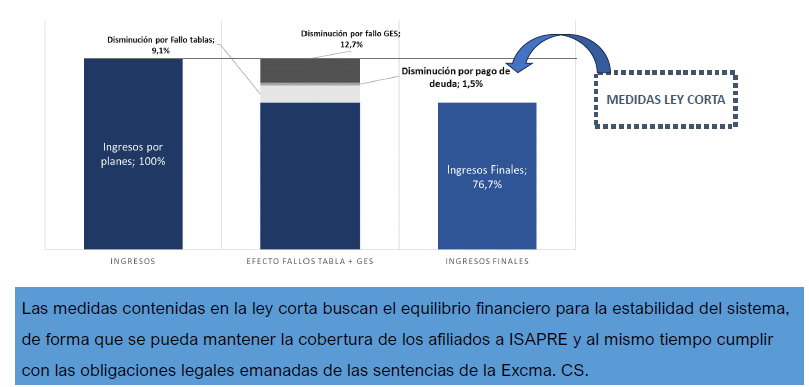 Disminución por Fallo tablas;
9,1%
Disminución por fallo GES;
12,7%
Disminución por pago de
deuda; 1,5%
MEDIDAS LEY CORTA
Ingresos por
planes; 100%
Ingresos Finales;
76,7%
INGRESOS
EFECTO FALLOS TABLA + GES
INGRESOS FINALES
Las medidas contenidas en la ley corta buscan el equilibrio financiero para la estabilidad del sistema,
de forma que se pueda mantener la cobertura de los afiliados a ISAPRE y al mismo tiempo cumplir
con las obligaciones legales emanadas de las sentencias de la Excma. CS.